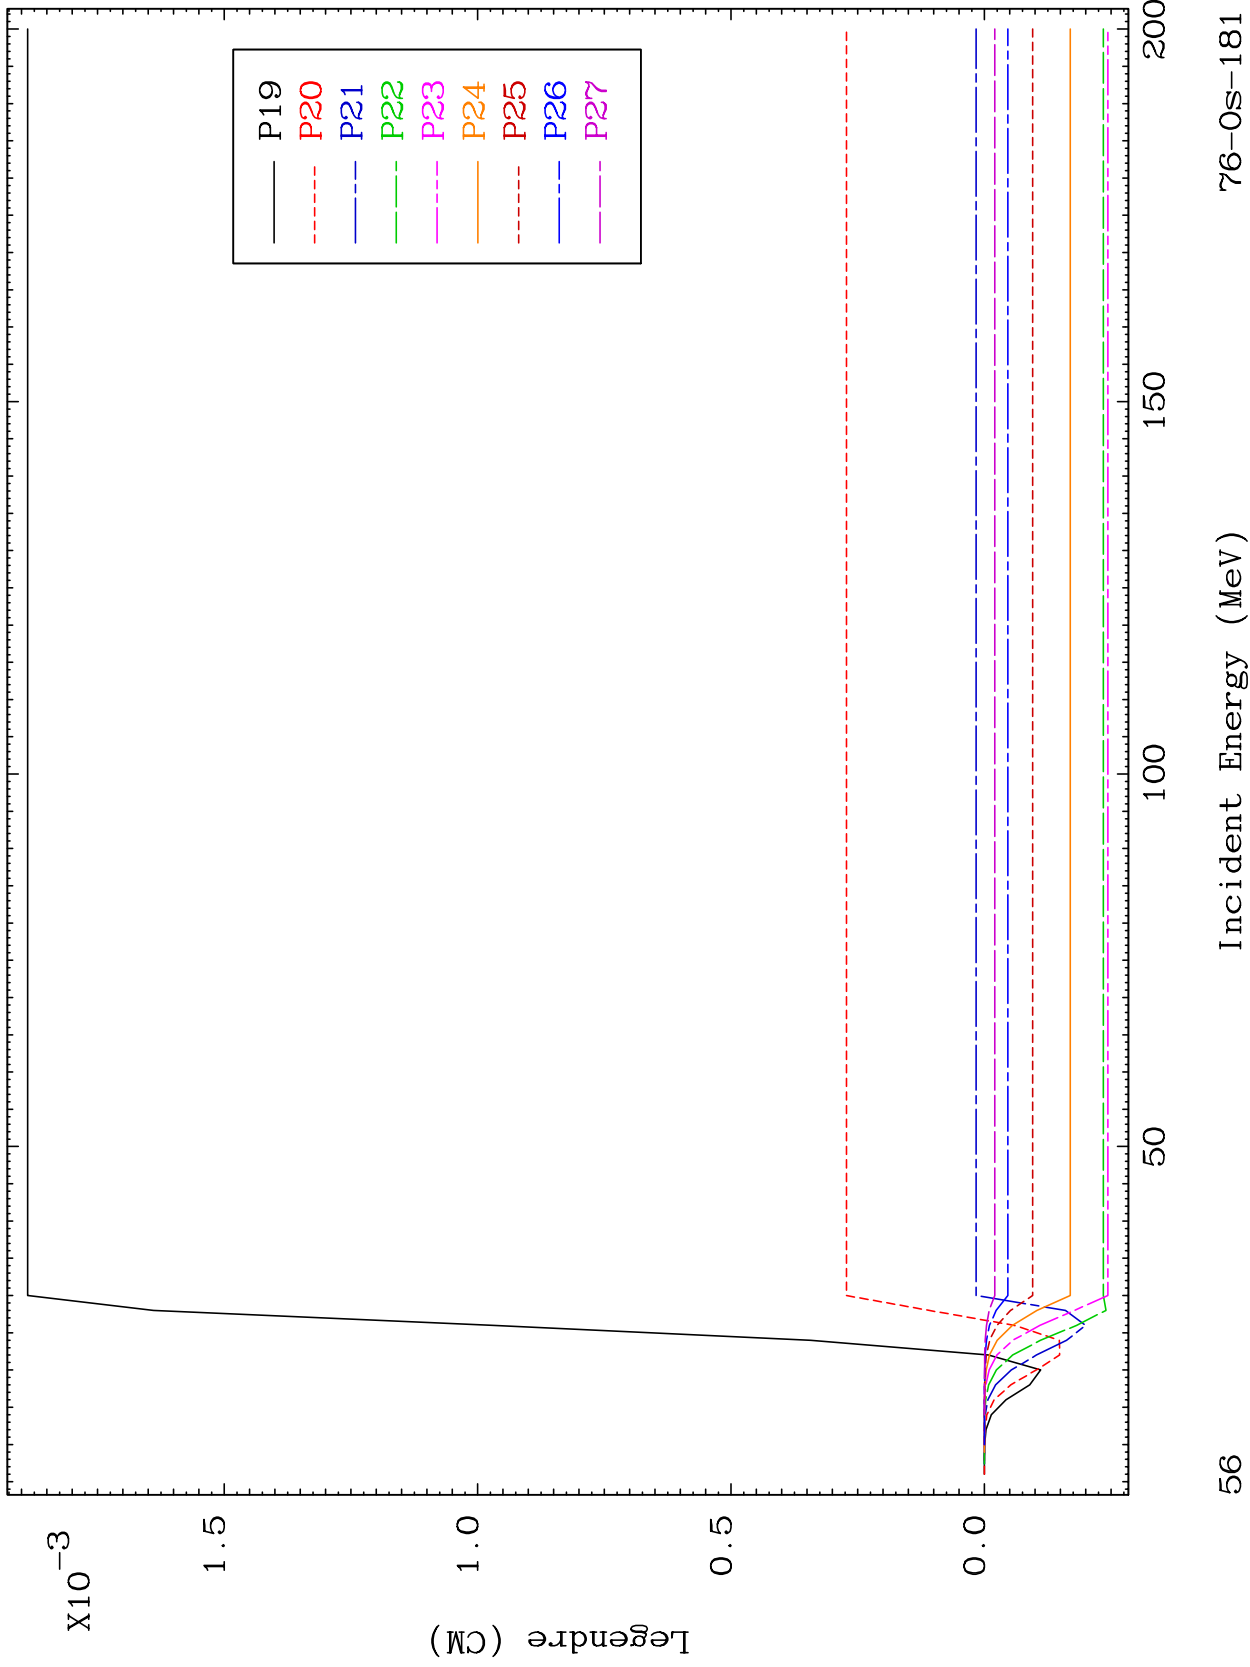 X10-3
1.5
1.0
0.5
0.0
Legendre (CM)
P19
P20
P21
P22
P23
P24
P25
P26
P27
50
100
150
200
56
Incident Energy (MeV)
76-Os-181